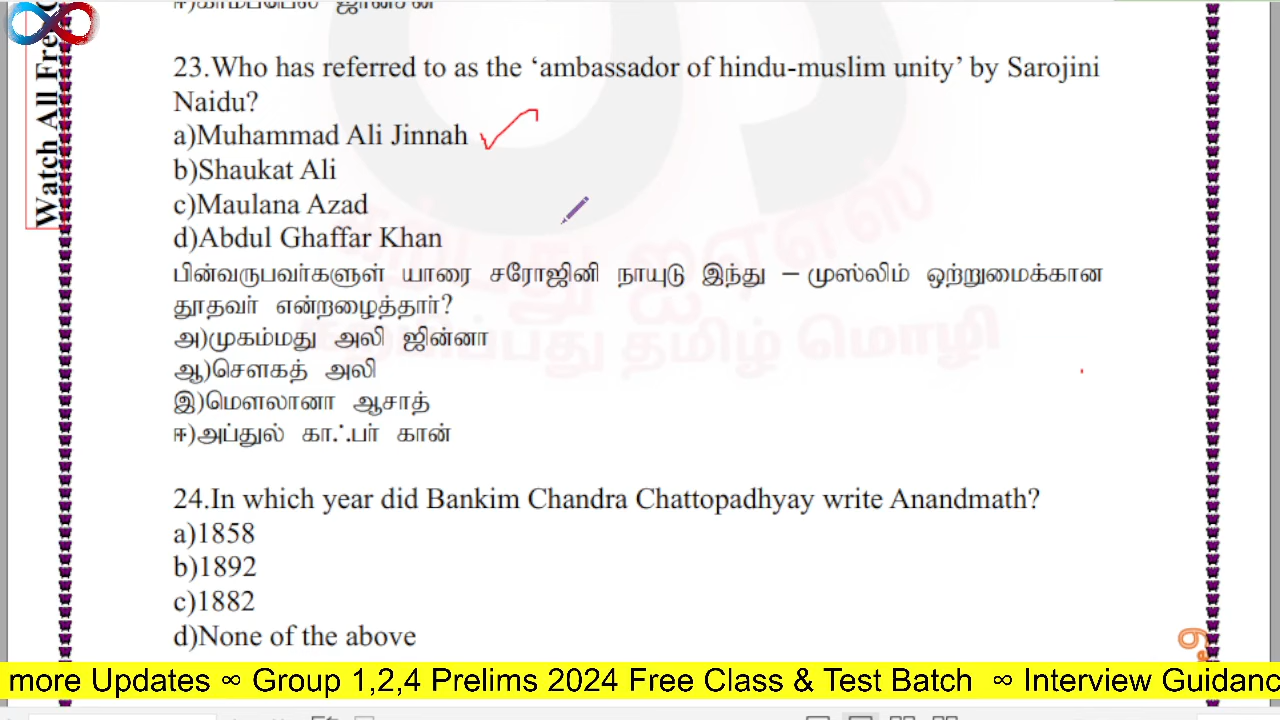 ஈ)காம்ப்பெல் ஜான்சன்
23.Who has referred to as the ‘ambassador of hindu-muslim unity’ by Sarojini
Naidu?
a)Muhammad Ali Jinnah
b)Shaukat Ali
c)Maulana Azad
d)Abdul Ghaffar Khan
பின்வருபவர்களுள் யாரை சரோஜினி நாயுடு இந்து – முஸ்லிம் ஒற்றுமைக்கான
தூதவர் என்றழைத்தார்?
அ)முகம்மது அலி ஜின்னா
ஆ)சௌகத் அலி
இ)மௌலானா ஆசாத்
ஈ)அப்துல் காஃபர் கான்
24.In which year did Bankim Chandra Chattopadhyay write Anandmath?
a)1858
b)1892
c)1882
d)None of the above
Watch All Free
more Updates ∞ Group 1,2,4 Prelims 2024 Free Class & Test Batch ∞ Interview Guidanc